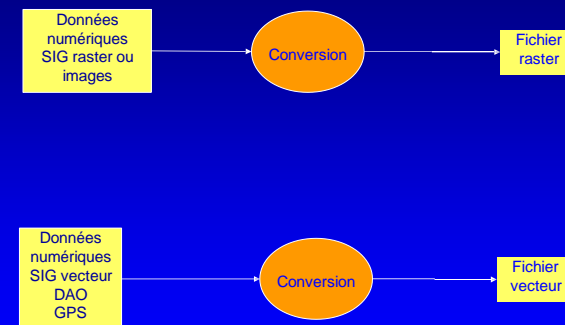 Données
numériques
SIG raster ou
images
Conversion
Fichier
raster
Données
numériques
SIG vecteur
DAO
GPS
Conversion
Fichier
vecteur